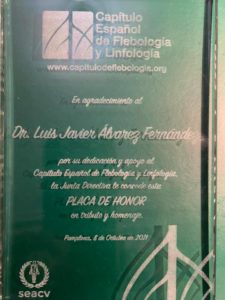 Capítulo
Español
de Flebología
y Linfología
www.capitulodeflebologia.org
En agradecimiento al
Dr. Luis Javier Álvarez Fernánde
por su dedicación y apoyo al
Capítulo Español de Flebología y Linfología,
la Junta Directiva le concede esta
PLACA DE HONOR
en tributo y homenaje.
Pamplona, 8 de Octubre de 2021
seacv